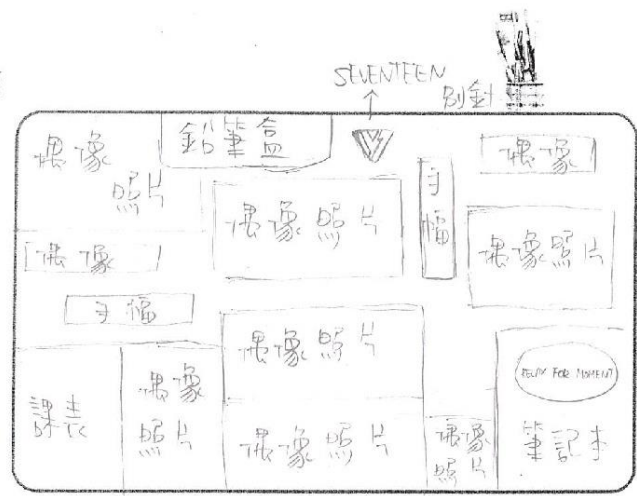 SEVENTEEN
別針
鉛筆盒
偶像
照片
偶像
手幅
偶像照片
偶像
手幅
偶像照片
偶像照片
RELAX FOR MOMENT
課表
偶像
照片
偶像照片
偶像
照片
筆記本